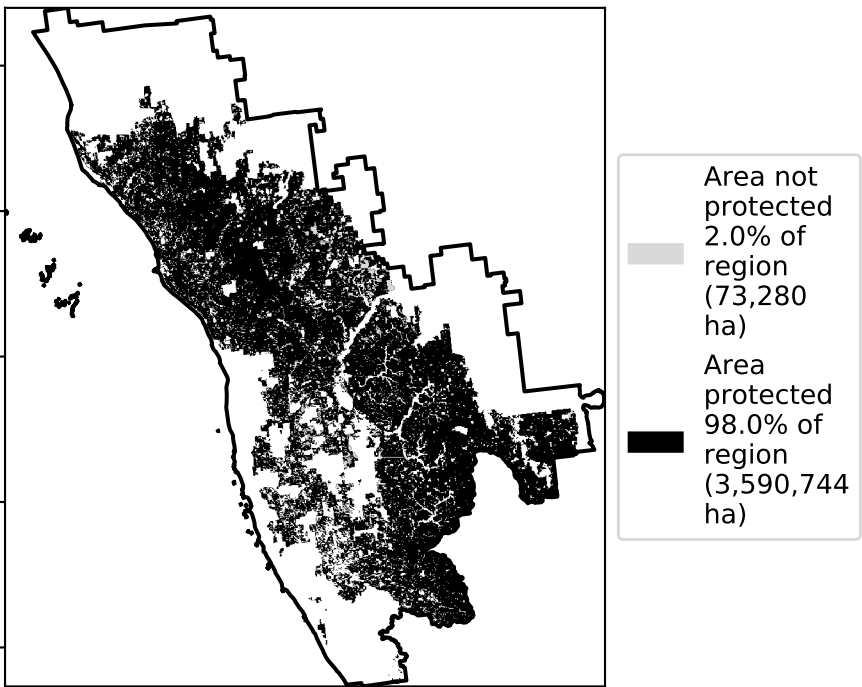 Area not
protected
2.0% of
region
(73,280
ha)
Area
protected
98.0% of
region
(3,590,744
ha)